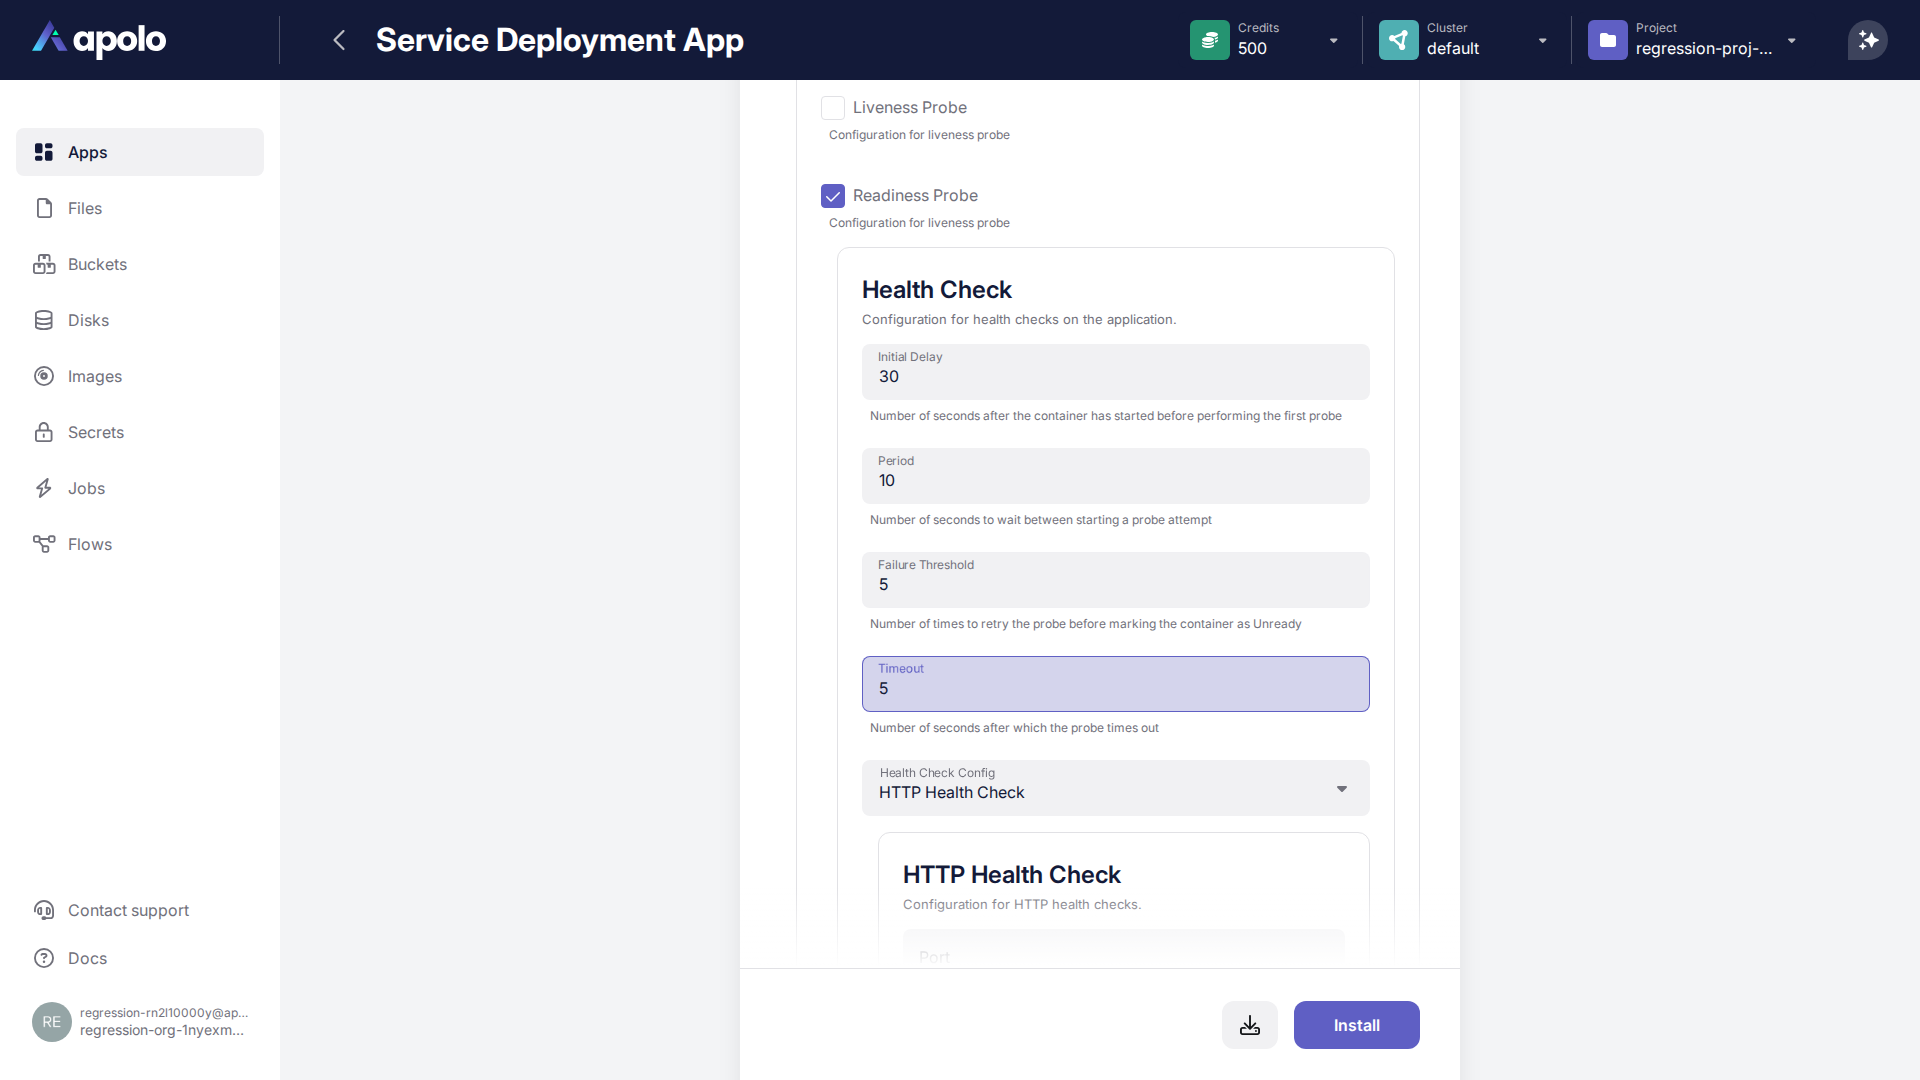 apolo
Service Deployment App
Credits
500
Cluster
default
Project
regression-proj-...
Apps
Files
Buckets
Disks
Images
Secrets
Jobs
Flows
Contact support
Docs
RE
regression-rn2l10000y@ap...
regression-org-1nyexm...
Liveness Probe
Configuration for liveness probe
Readiness Probe
Configuration for liveness probe
Health Check
Configuration for health checks on the application.
Initial Delay
30
Number of seconds after the container has started before performing the first probe
Period
10
Number of seconds to wait between starting a probe attempt
Failure Threshold
5
Number of times to retry the probe before marking the container as Unready
Timeout
5
Number of seconds after which the probe times out
Health Check Config
HTTP Health Check
HTTP Health Check
Configuration for HTTP health checks.
Port
Install